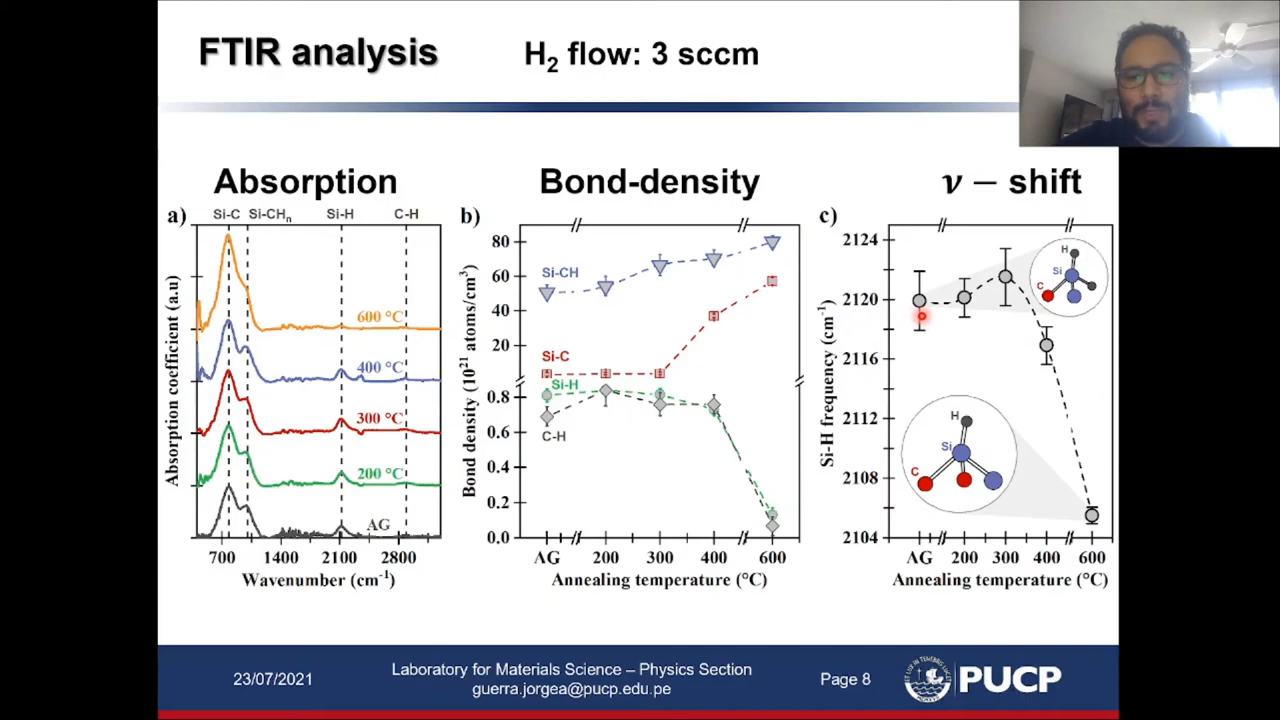 FTIR analysis
H₂ flow: 3 sccm
Absorption
Bond-density
ν − shift
a)
Si-C
Si-CHₙ
Si-H
C-H
600 °C
400 °C
300 °C
200 °C
AG
Absorption coefficient (a.u)
700
1400
2100
2800
Wavenumber (cm⁻¹)
b)
80
60
40
20
0.8
0.6
0.4
0.2
0.0
Bond density (10²¹ atoms/cm³)
Si-CH
Si-C
Si-H
C-H
AG
200
300
400
600
Annealing temperature (°C)
c)
2124
2120
2116
2112
2108
2104
Si-H frequency (cm⁻¹)
H
Si
C
H
Si
C
AG
200
300
400
600
Annealing temperature (°C)
23/07/2021
Laboratory for Materials Science – Physics Section
guerra.jorgea@pucp.edu.pe
Page 8
PUCP